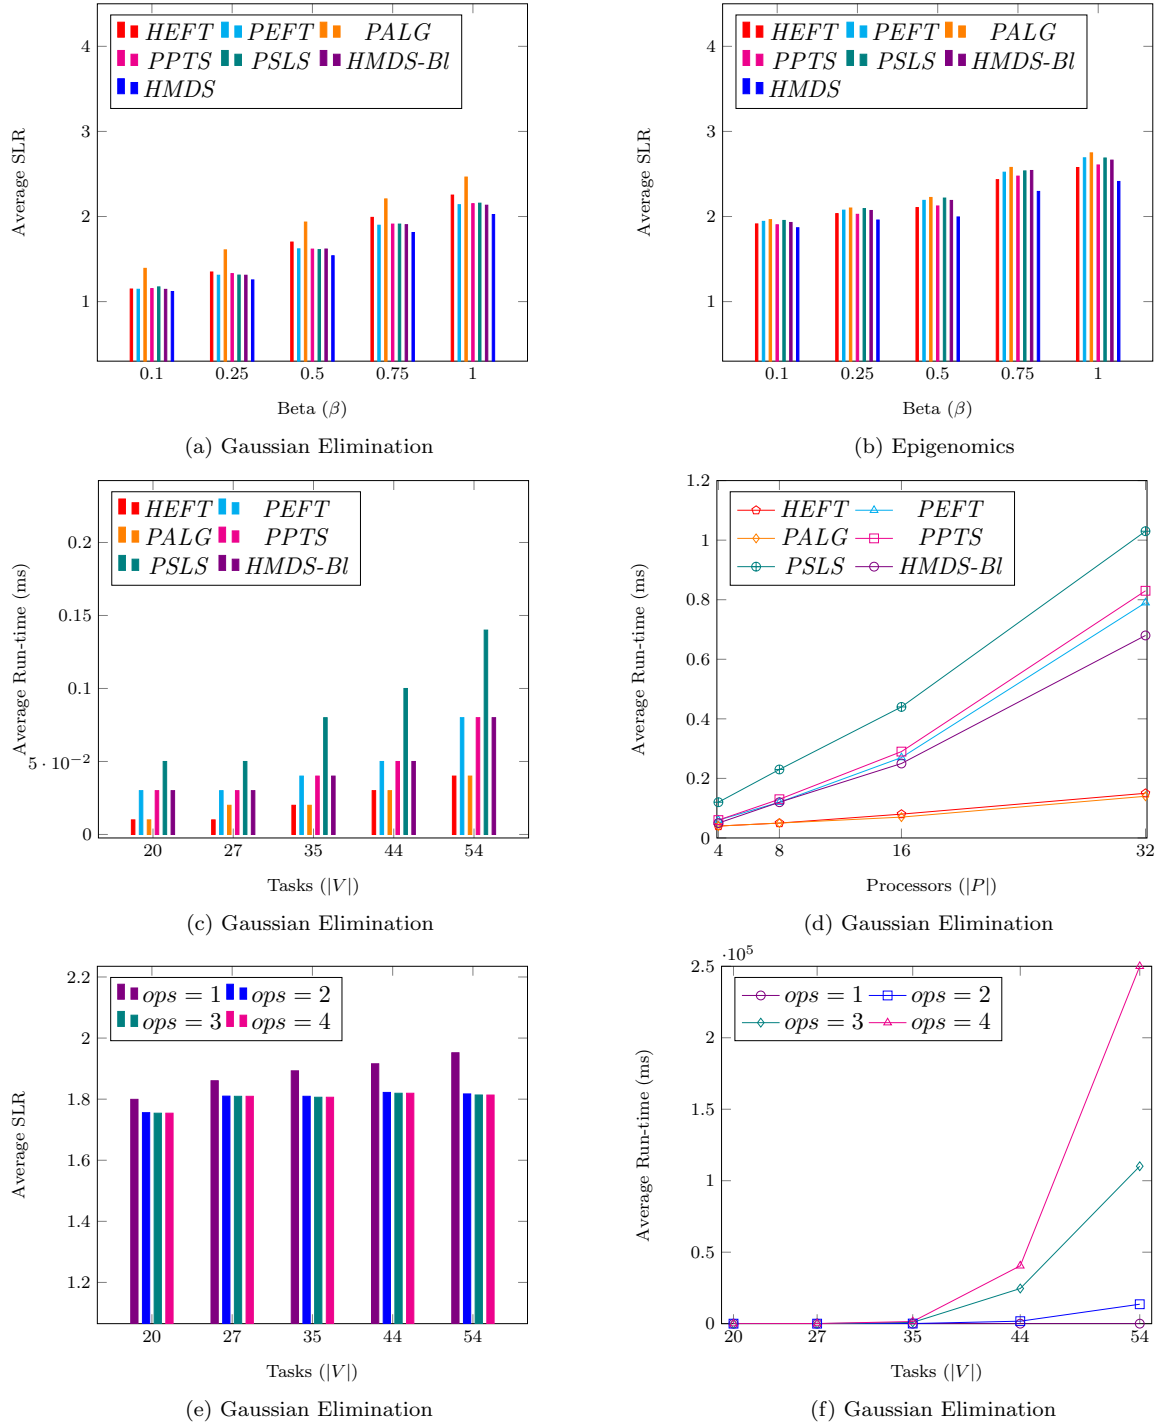 HEFT PEFT PALG
PPTS PSLS HMDS-Bl
HMDS
4
3
2
1
Average SLR
0.1 0.25 0.5 0.75 1
Beta (β)
(a) Gaussian Elimination
HEFT PEFT PALG
PPTS PSLS HMDS-Bl
HMDS
4
3
2
1
Average SLR
0.1 0.25 0.5 0.75 1
Beta (β)
(b) Epigenomics
HEFT PEFT
PALG PPTS
PSLS HMDS-Bl
0.2
0.15
0.1
5 · 10⁻²
0
Average Run-time (ms)
20 27 35 44 54
Tasks (|V|)
(c) Gaussian Elimination
HEFT PEFT
PALG PPTS
PSLS HMDS-Bl
1.2
1
0.8
0.6
0.4
0.2
0
Average Run-time (ms)
4 8 16 32
Processors (|P|)
(d) Gaussian Elimination
ops = 1 ops = 2
ops = 3 ops = 4
2.2
2
1.8
1.6
1.4
1.2
Average SLR
20 27 35 44 54
Tasks (|V|)
(e) Gaussian Elimination
·10⁵
ops = 1 ops = 2
ops = 3 ops = 4
2.5
2
1.5
1
0.5
0
Average Run-time (ms)
20 27 35 44 54
Tasks (|V|)
(f) Gaussian Elimination